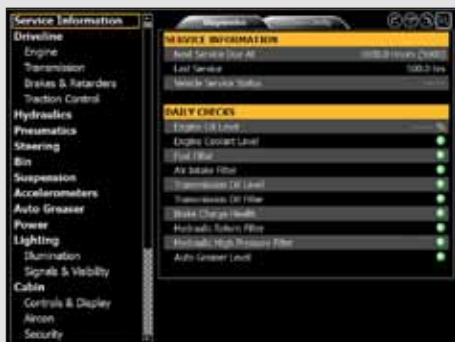 Service Information
Driveline
Engine
Transmission
Brakes & Retarders
Traction Control
Hydraulics
Pneumatics
Steering
Bin
Suspension
Accelerometers
Auto Greaser
Power
Lighting
Illumination
Signals & Visibility
Cabin
Controls & Display
Aircon
Security
Diagnostics
SERVICE INFORMATION
Next Service Due At
Last Service 500.0 hrs
Vehicle Service Status
DAILY CHECKS
Engine Oil Level
Engine Coolant Level
Fuel Filter
Air Intake Filter
Transmission Oil Level
Transmission Oil Filter
Brake Charge Health
Hydraulic Return Filter
Hydraulic High Pressure Filter
Auto Greaser Level